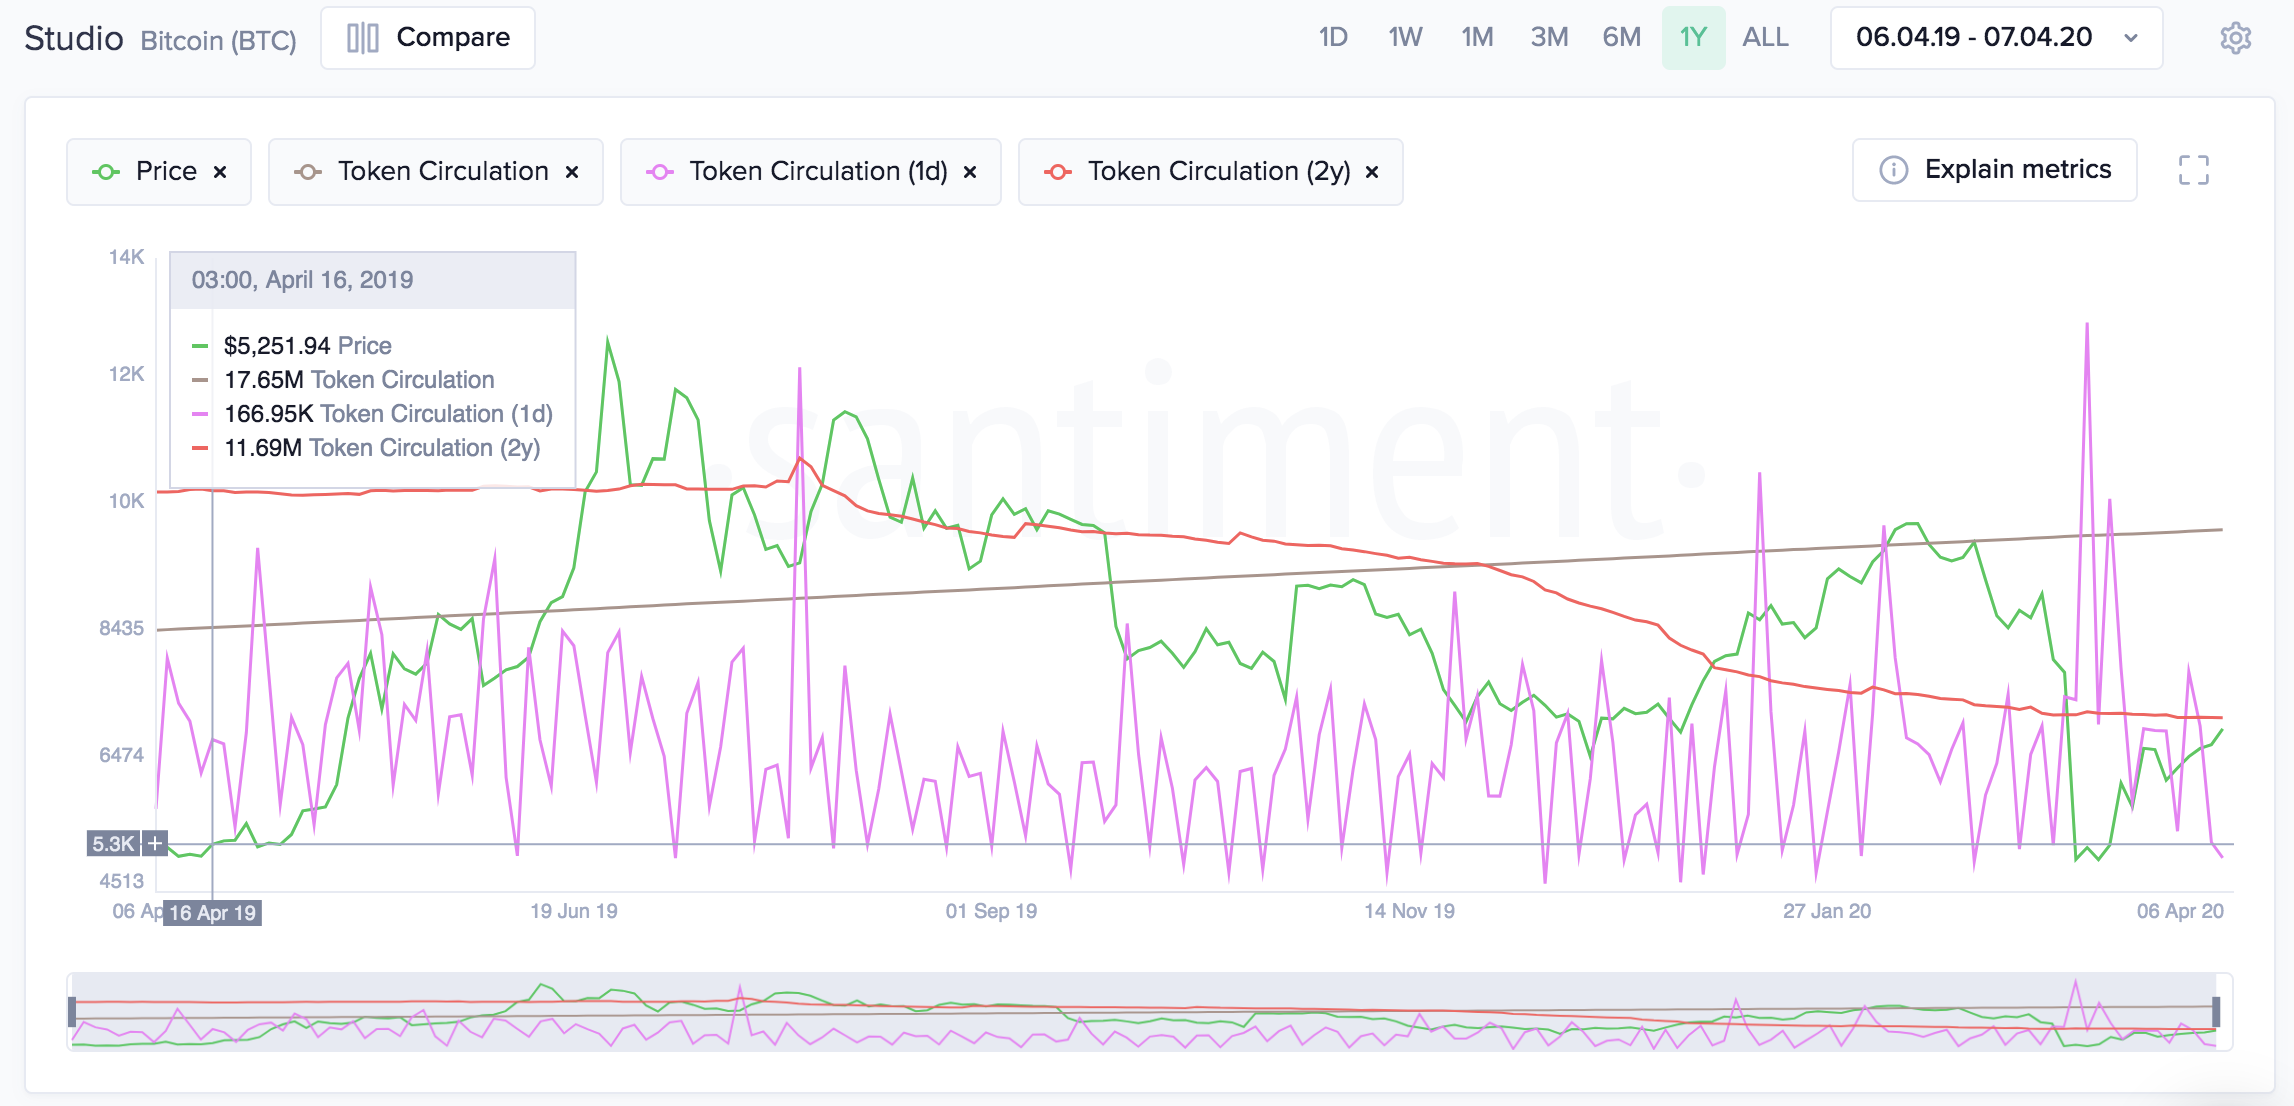 Studio Bitcoin (BTC) Compare 1D 1W 1M 3M 6M 1Y ALL 06.04.19 - 07.04.20
Price × Token Circulation × Token Circulation (1d) × Token Circulation (2y) × Explain metrics
14K
03:00, April 16, 2019
$5,251.94 Price
12K
17.65M Token Circulation
166.95K Token Circulation (1d)
11.69M Token Circulation (2y)
santiment
10K
8435
6474
5.3K +
4513
06 Ap 16 Apr 19 19 Jun 19 01 Sep 19 14 Nov 19 27 Jan 20 06 Apr 20